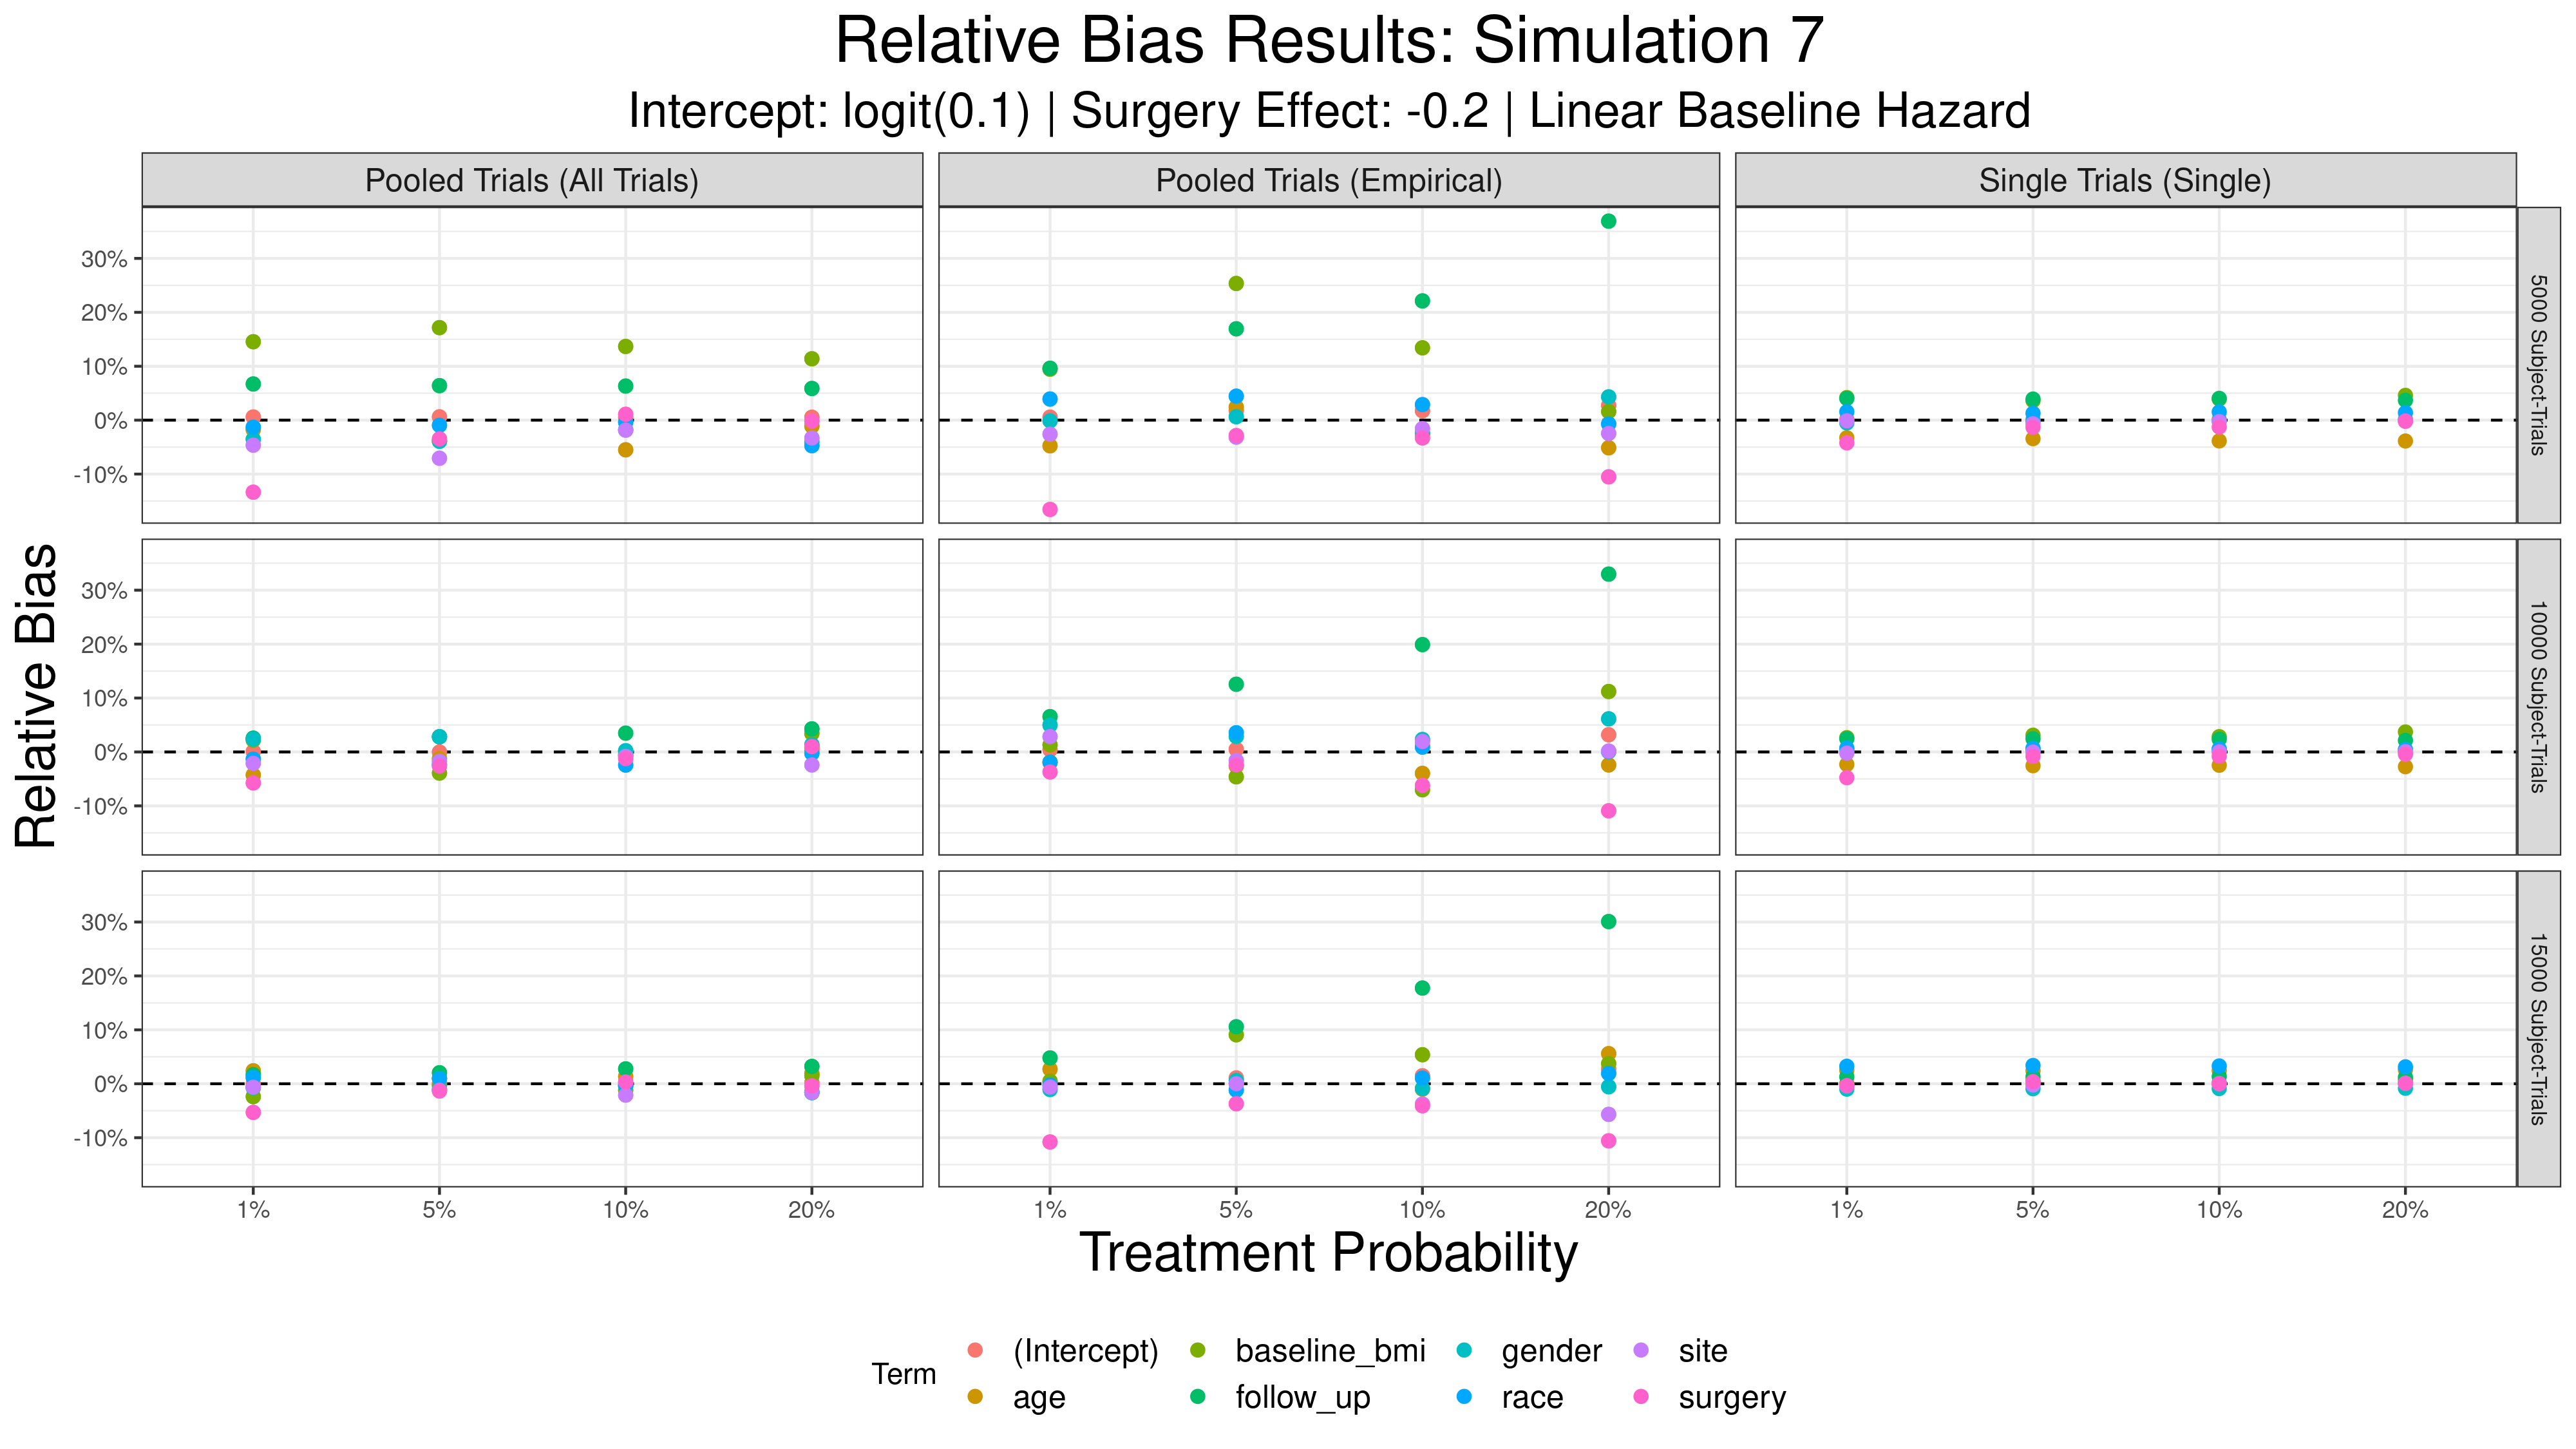 Relative Bias Results: Simulation 7
Intercept: logit(0.1) | Surgery Effect: -0.2 | Linear Baseline Hazard
Pooled Trials (All Trials)
Pooled Trials (Empirical)
Single Trials (Single)
Relative Bias
30%
20%
10%
0%
-10%
5000 Subject-Trials
30%
20%
10%
0%
-10%
10000 Subject-Trials
30%
20%
10%
0%
-10%
15000 Subject-Trials
1% 5% 10% 20%
1% 5% 10% 20%
1% 5% 10% 20%
Treatment Probability
Term
(Intercept) baseline_bmi gender site
age follow_up race surgery